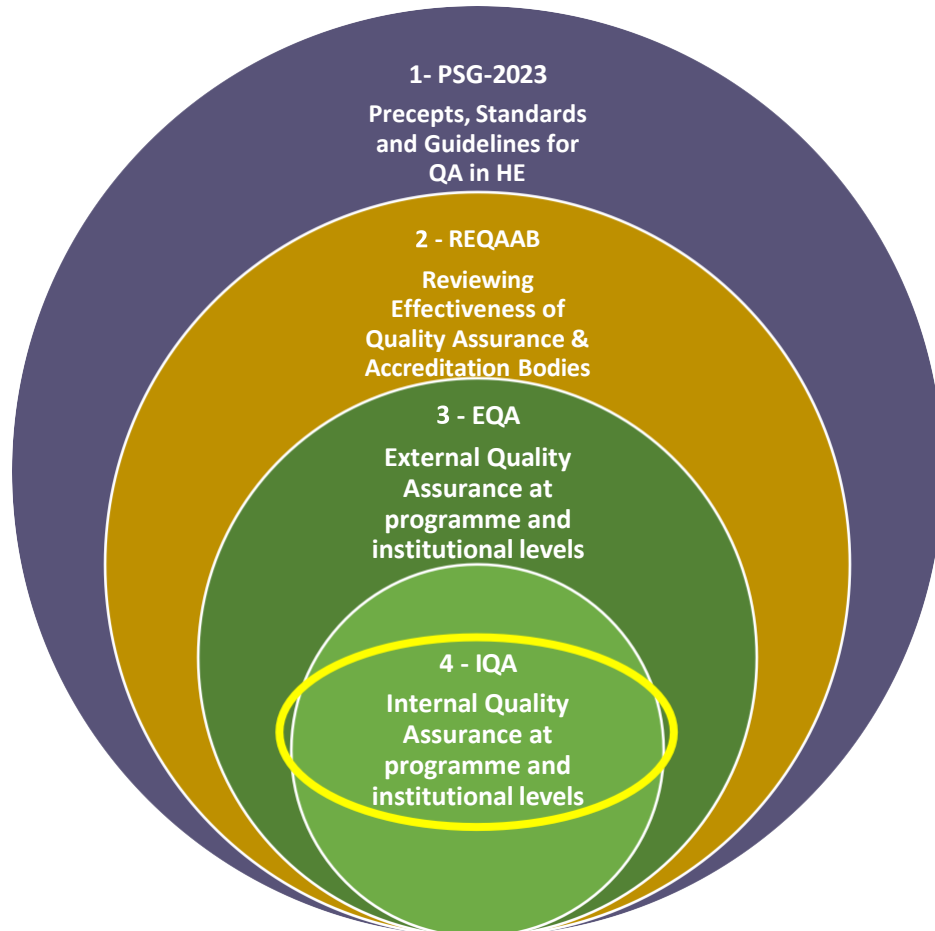 1- PSG-2023
Precepts, Standards
and Guidelines for
QA in HE
2 - REQAAB
Reviewing
Effectiveness of
Quality Assurance &
Accreditation Bodies
3 - EQA
External Quality
Assurance at
programme and
institutional levels
4 - IQA
Internal Quality
Assurance at
programme and
institutional levels